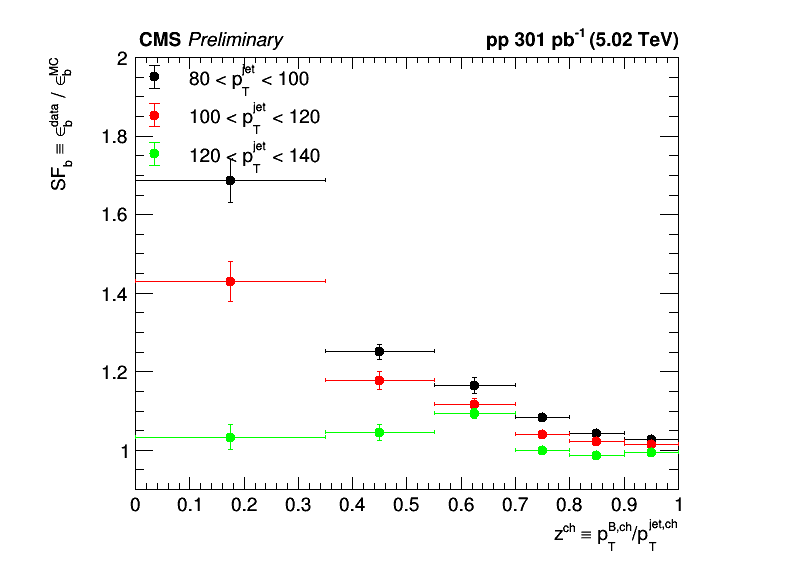 CMS Preliminary
pp 301 pb⁻¹ (5.02 TeV)
SF_b ≡ ϵ_b^data / ϵ_b^MC
80 < p_T^jet < 100
100 < p_T^jet < 120
120 < p_T^jet < 140
2
1.8
1.6
1.4
1.2
1
0 0.1 0.2 0.3 0.4 0.5 0.6 0.7 0.8 0.9 1
z^ch ≡ p_T^B,ch/p_T^jet,ch